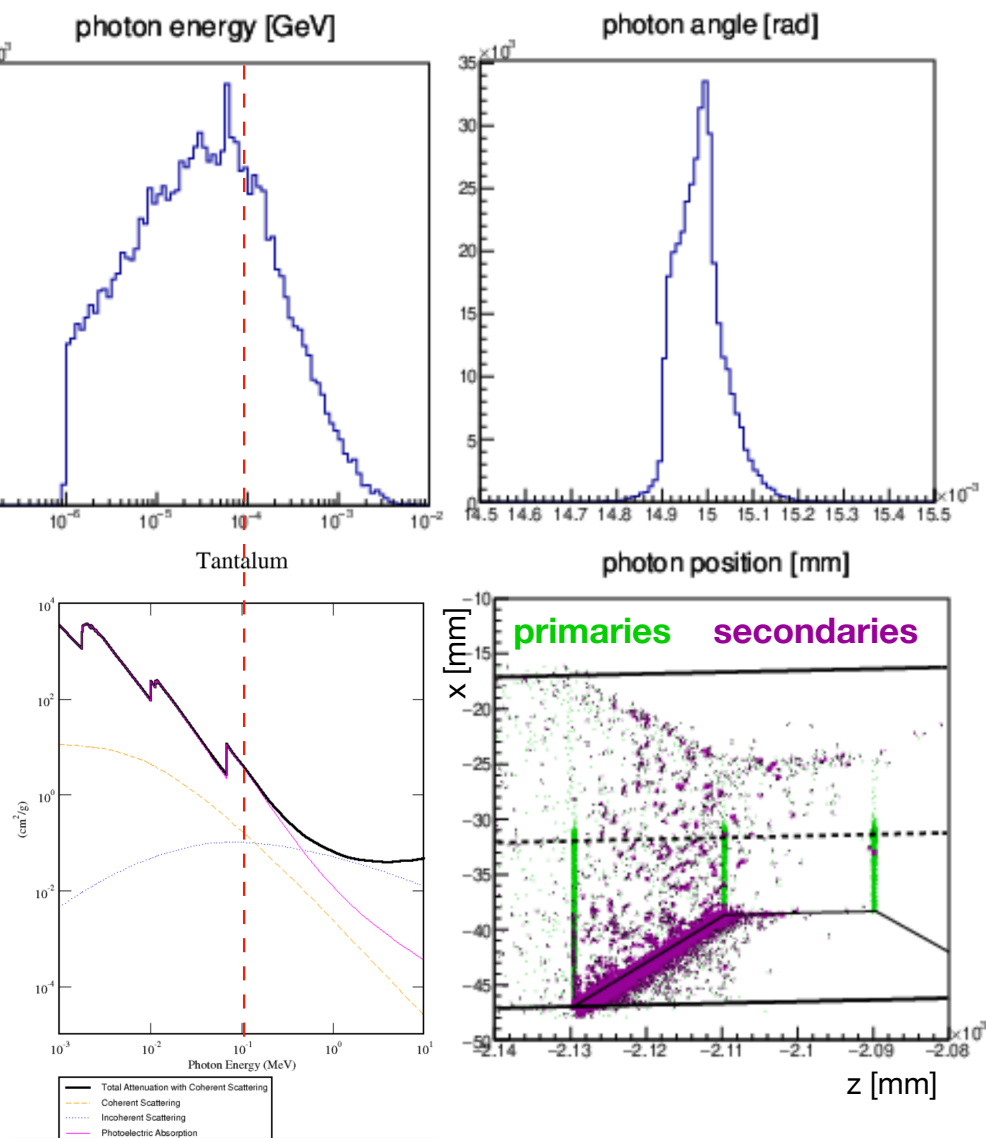 photon energy [GeV]
0³
10⁻⁶ 10⁻⁵ 10⁻⁴ 10⁻³ 10⁻²
photon angle [rad]
×10³
35
30
25
20
15
10
5
0
14.5 14.6 14.7 14.8 14.9 15 15.1 15.2 15.3 15.4 15.5
×10⁻³
Tantalum
10⁴
10²
10⁰
10⁻²
10⁻⁴
(cm²/g)
10⁻³ 10⁻² 10⁻¹ 10⁰ 10¹
Photon Energy (MeV)
Total Attenuation with Coherent Scattering
Coherent Scattering
Incoherent Scattering
Photoelectric Absorption
photon position [mm]
primaries secondaries
x [mm]
−10
−15
−20
−25
−30
−35
−40
−45
−50
−2.14 −2.13 −2.12 −2.11 −2.1 −2.09 −2.08
×10³
z [mm]